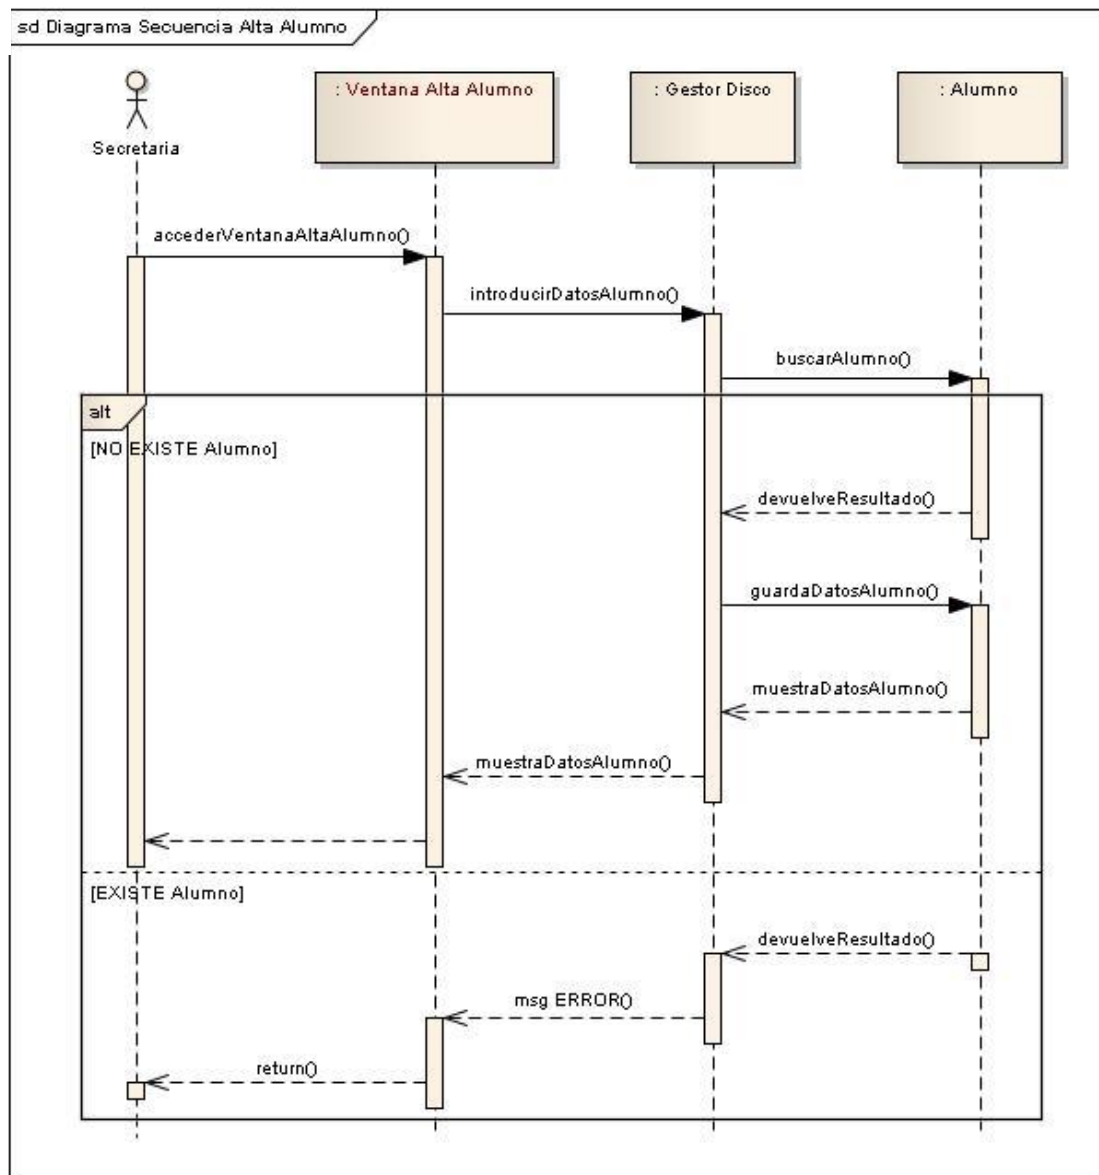 sd Diagrama Secuencia Alta Alumno
: Ventana Alta Alumno
: Gestor Disco
: Alumno
Secretaria
accederVentanaAltaAlumno()
introducirDatosAlumno()
buscarAlumno()
alt
[NO EXISTE Alumno]
devuelveResultado()
guardaDatosAlumno()
muestraDatosAlumno()
muestraDatosAlumno()
[EXISTE Alumno]
devuelveResultado()
msg ERROR()
return()